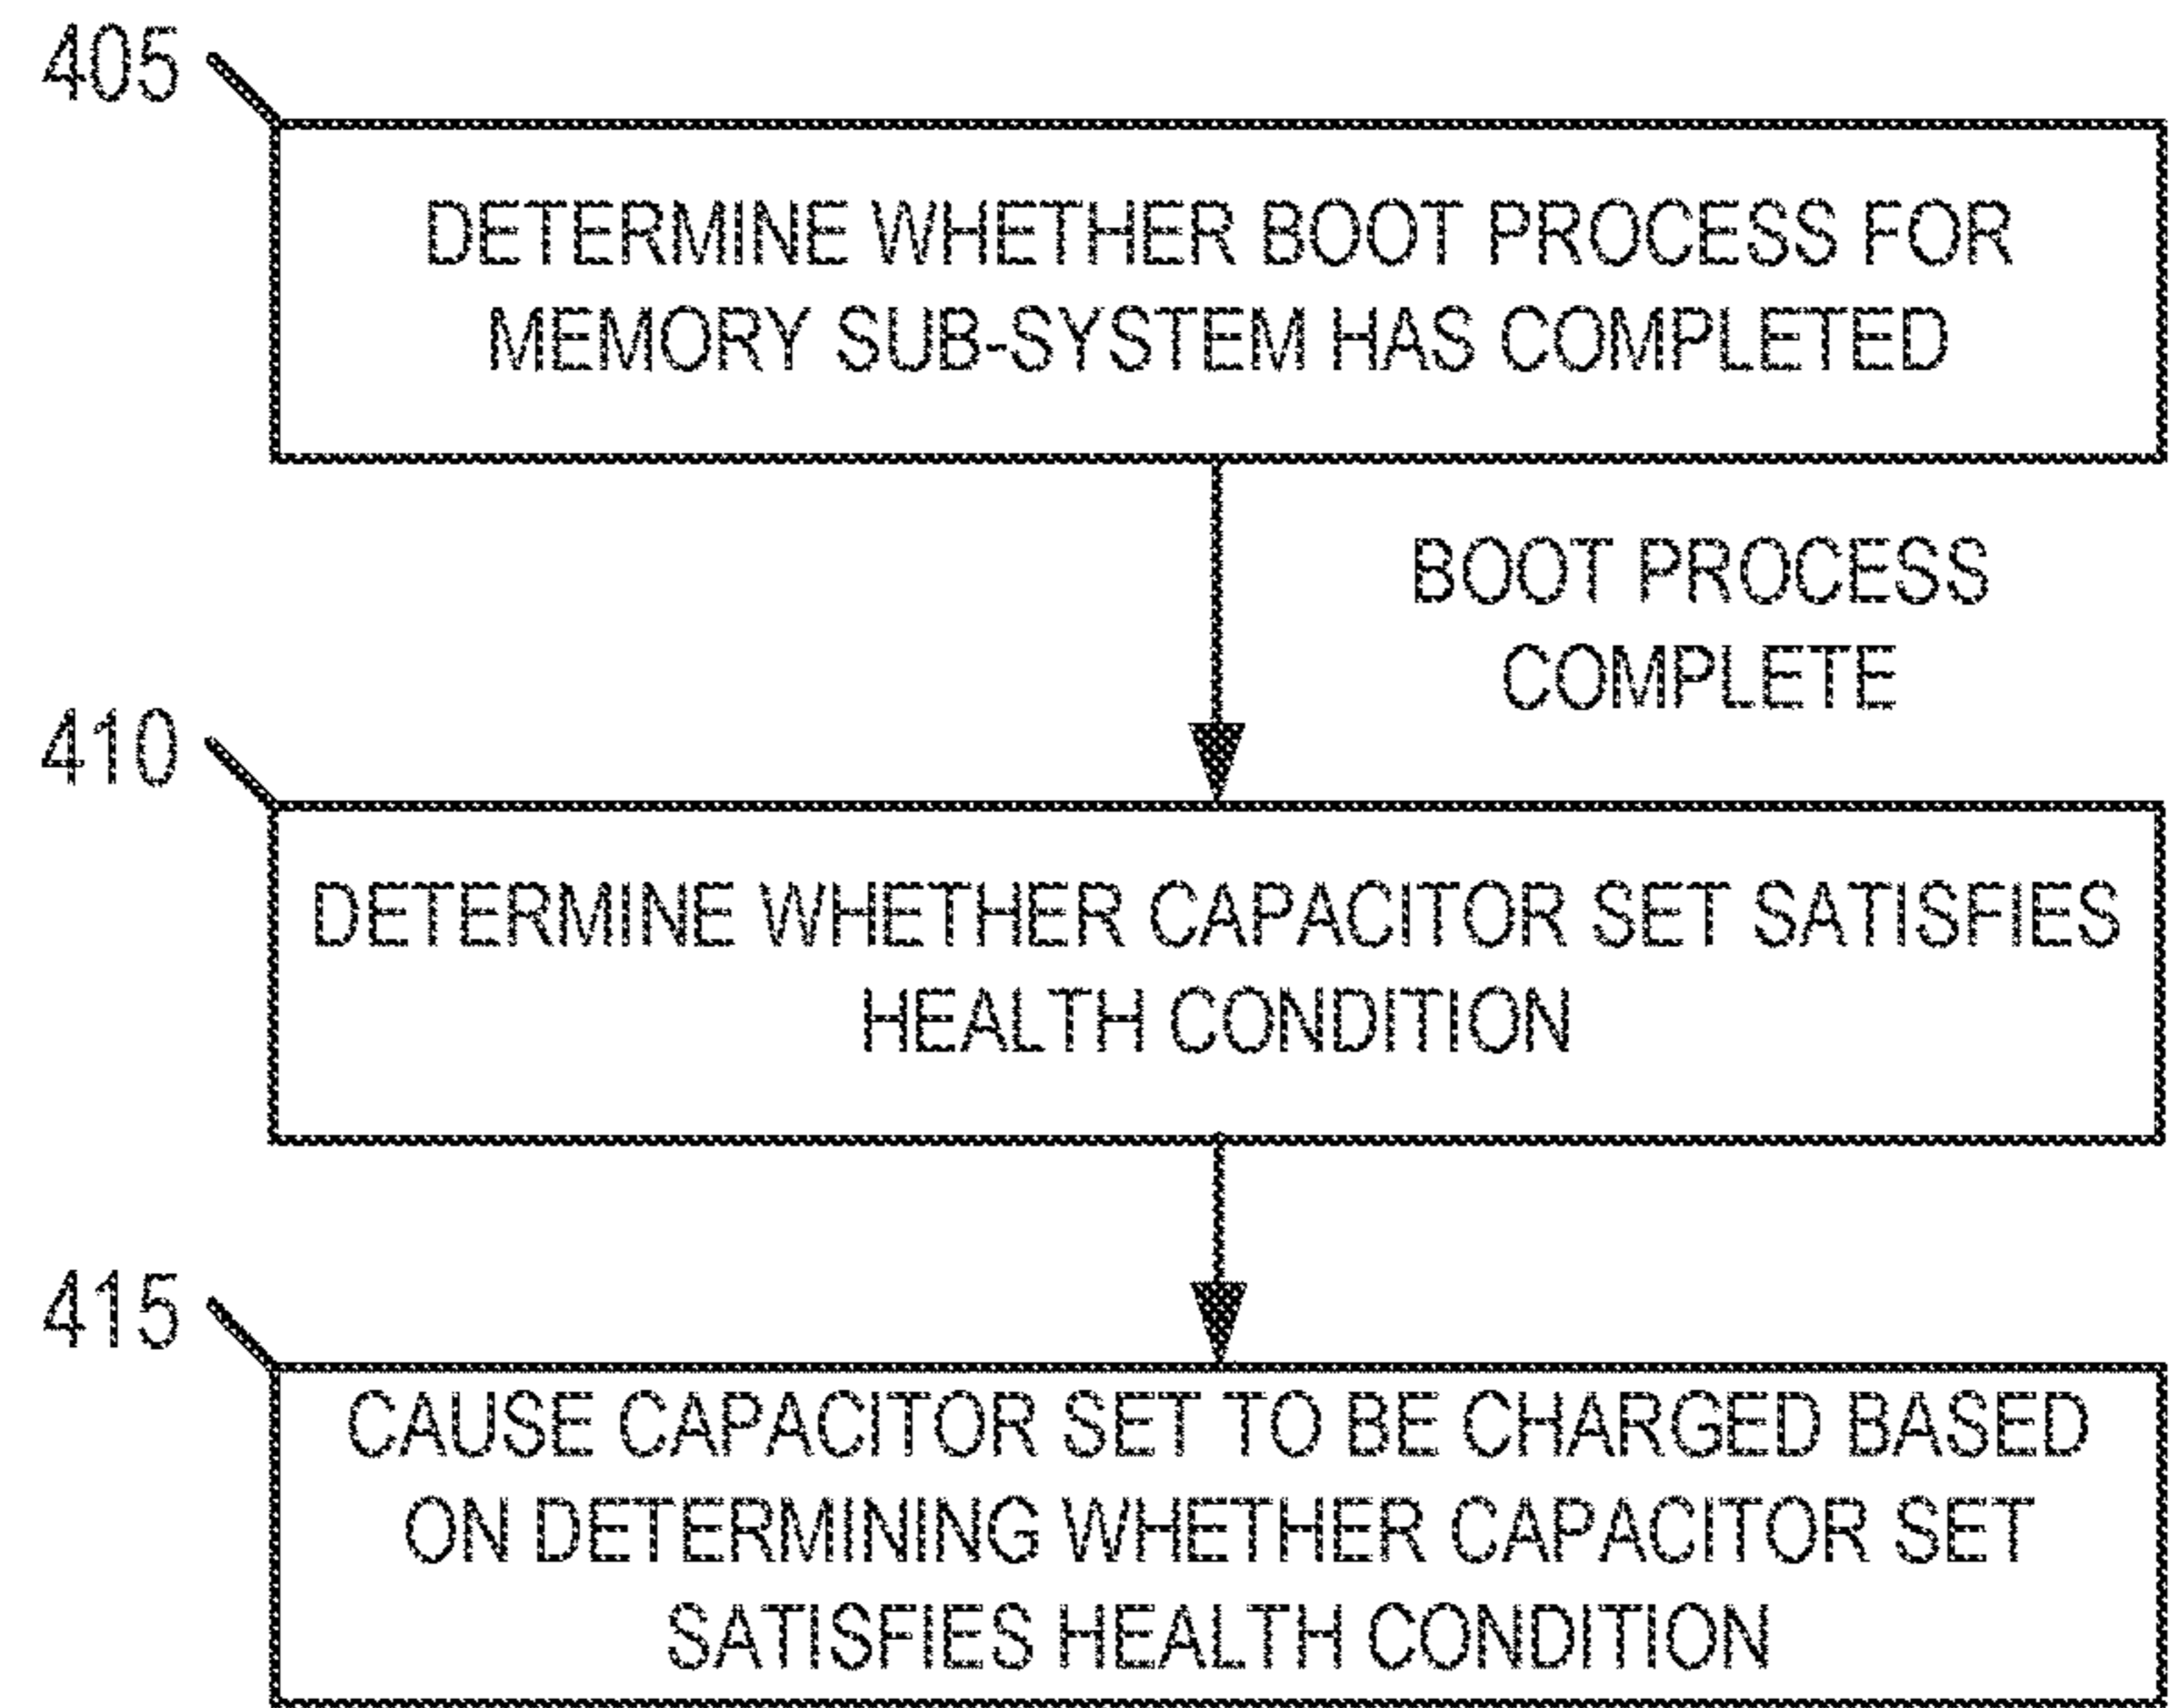 405
DETERMINE WHETHER BOOT PROCESS FOR
MEMORY SUB-SYSTEM HAS COMPLETED
BOOT PROCESS
COMPLETE
410
DETERMINE WHETHER CAPACITOR SET SATISFIES
HEALTH CONDITION
415
CAUSE CAPACITOR SET TO BE CHARGED BASED
ON DETERMINING WHETHER CAPACITOR SET
SATISFIES HEALTH CONDITION